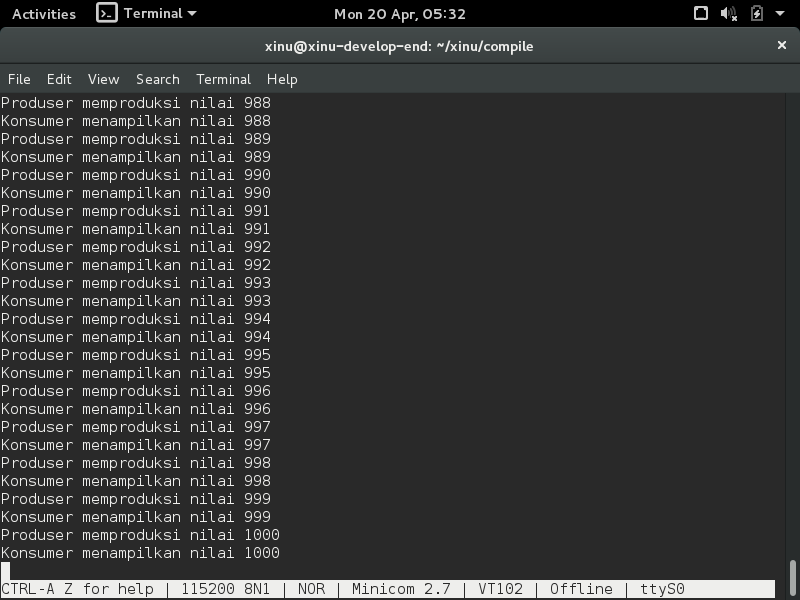 Activities
Terminal
Mon 20 Apr, 05:32
xinu@xinu-develop-end: ~/xinu/compile
File Edit View Search Terminal Help
Produser memproduksi nilai 988
Konsumer menampilkan nilai 988
Produser memproduksi nilai 989
Konsumer menampilkan nilai 989
Produser memproduksi nilai 990
Konsumer menampilkan nilai 990
Produser memproduksi nilai 991
Konsumer menampilkan nilai 991
Produser memproduksi nilai 992
Konsumer menampilkan nilai 992
Produser memproduksi nilai 993
Konsumer menampilkan nilai 993
Produser memproduksi nilai 994
Konsumer menampilkan nilai 994
Produser memproduksi nilai 995
Konsumer menampilkan nilai 995
Produser memproduksi nilai 996
Konsumer menampilkan nilai 996
Produser memproduksi nilai 997
Konsumer menampilkan nilai 997
Produser memproduksi nilai 998
Konsumer menampilkan nilai 998
Produser memproduksi nilai 999
Konsumer menampilkan nilai 999
Produser memproduksi nilai 1000
Konsumer menampilkan nilai 1000
CTRL-A Z for help | 115200 8N1 | NOR | Minicom 2.7 | VT102 | Offline | ttyS0